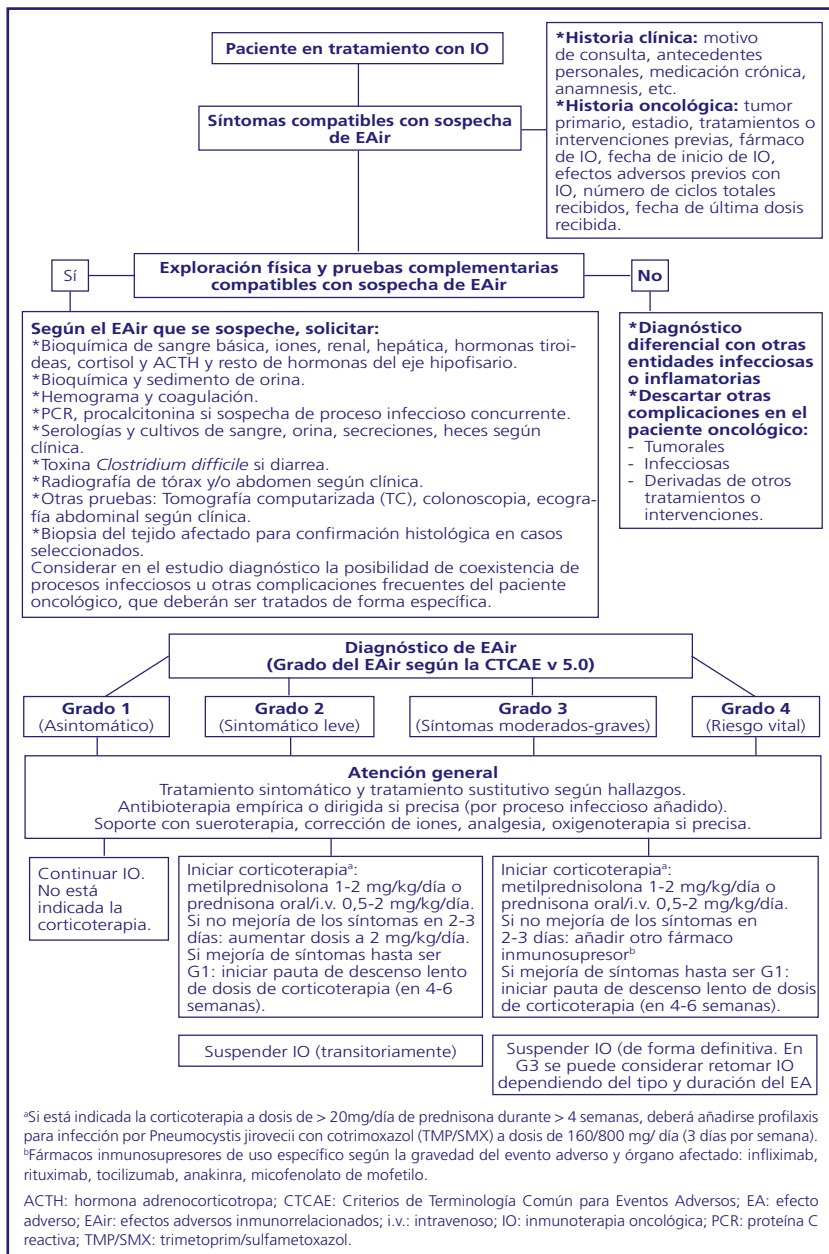 Paciente en tratamiento con IO
*Historia clínica: motivo
de consulta, antecedentes
personales, medicación crónica,
anamnesis, etc.
*Historia oncológica: tumor
primario, estadio, tratamientos o
intervenciones previas, fármaco
de IO, fecha de inicio de IO,
efectos adversos previos con
IO, número de ciclos totales
recibidos, fecha de última dosis
recibida.
Síntomas compatibles con sospecha
de EAir
Sí
Exploración física y pruebas complementarias
compatibles con sospecha de EAir
No
Según el EAir que se sospeche, solicitar:
*Bioquímica de sangre básica, iones, renal, hepática, hormonas tiroi-
deas, cortisol y ACTH y resto de hormonas del eje hipofisario.
*Bioquímica y sedimento de orina.
*Hemograma y coagulación.
*PCR, procalcitonina si sospecha de proceso infeccioso concurrente.
*Serologías y cultivos de sangre, orina, secreciones, heces según
clínica.
*Toxina Clostridium difficile si diarrea.
*Radiografía de tórax y/o abdomen según clínica.
*Otras pruebas: Tomografía computarizada (TC), colonoscopia, ecogra-
fía abdominal según clínica.
*Biopsia del tejido afectado para confirmación histológica en casos
seleccionados.
Considerar en el estudio diagnóstico la posibilidad de coexistencia de
procesos infecciosos u otras complicaciones frecuentes del paciente
oncológico, que deberán ser tratados de forma específica.
*Diagnóstico
diferencial con otras
entidades infecciosas
o inflamatorias
*Descartar otras
complicaciones en el
paciente oncológico:
- Tumorales
- Infecciosas
- Derivadas de otros
tratamientos o
intervenciones.
Diagnóstico de EAir
(Grado del EAir según la CTCAE v 5.0)
Grado 1
(Asintomático)
Grado 2
(Sintomático leve)
Grado 3
(Síntomas moderados-graves)
Grado 4
(Riesgo vital)
Atención general
Tratamiento sintomático y tratamiento sustitutivo según hallazgos.
Antibioterapia empírica o dirigida si precisa (por proceso infeccioso añadido).
Soporte con sueroterapia, corrección de iones, analgesia, oxigenoterapia si precisa.
Continuar IO.
No está
indicada la
corticoterapia.
Iniciar corticoterapiaᵃ:
metilprednisolona 1-2 mg/kg/día o
prednisona oral/i.v. 0,5-2 mg/kg/día.
Si no mejoría de los síntomas en 2-3
días: aumentar dosis a 2 mg/kg/día.
Si mejoría de síntomas hasta ser
G1: iniciar pauta de descenso lento
de dosis de corticoterapia (en 4-6
semanas).
Iniciar corticoterapiaᵃ:
metilprednisolona 1-2 mg/kg/día o
prednisona oral/i.v. 0,5-2 mg/kg/día.
Si no mejoría de los síntomas en
2-3 días: añadir otro fármaco
inmunosupresorᵇ
Si mejoría de síntomas hasta ser G1:
iniciar pauta de descenso lento de dosis
de corticoterapia (en 4-6 semanas).
Suspender IO (transitoriamente)
Suspender IO (de forma definitiva. En
G3 se puede considerar retomar IO
dependiendo del tipo y duración del EA
ᵃSi está indicada la corticoterapia a dosis de > 20mg/día de prednisona durante > 4 semanas, deberá añadirse profilaxis
para infección por Pneumocystis jirovecii con cotrimoxazol (TMP/SMX) a dosis de 160/800 mg/ día (3 días por semana).
ᵇFármacos inmunosupresores de uso específico según la gravedad del evento adverso y órgano afectado: infliximab,
rituximab, tocilizumab, anakinra, micofenolato de mofetilo.
ACTH: hormona adrenocorticotropa; CTCAE: Criterios de Terminología Común para Eventos Adversos; EA: efecto
adverso; EAir: efectos adversos inmunorrelacionados; i.v.: intravenoso; IO: inmunoterapia oncológica; PCR: proteína C
reactiva; TMP/SMX: trimetoprim/sulfametoxazol.